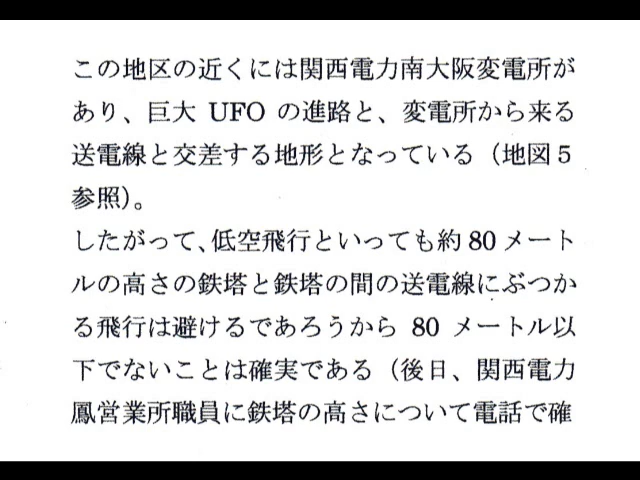 この地区の近くには関西電力南大阪変電所が
あり、巨大 UFO の進路と、変電所から来る
送電線と交差する地形となっている（地図５
参照）。
したがって、低空飛行といっても約 80 メート
ルの高さの鉄塔と鉄塔の間の送電線にぶつか
る飛行は避けるであろうから 80 メートル以
下でないことは確実である（後日、関西電力
鳳営業所職員に鉄塔の高さについて電話で確